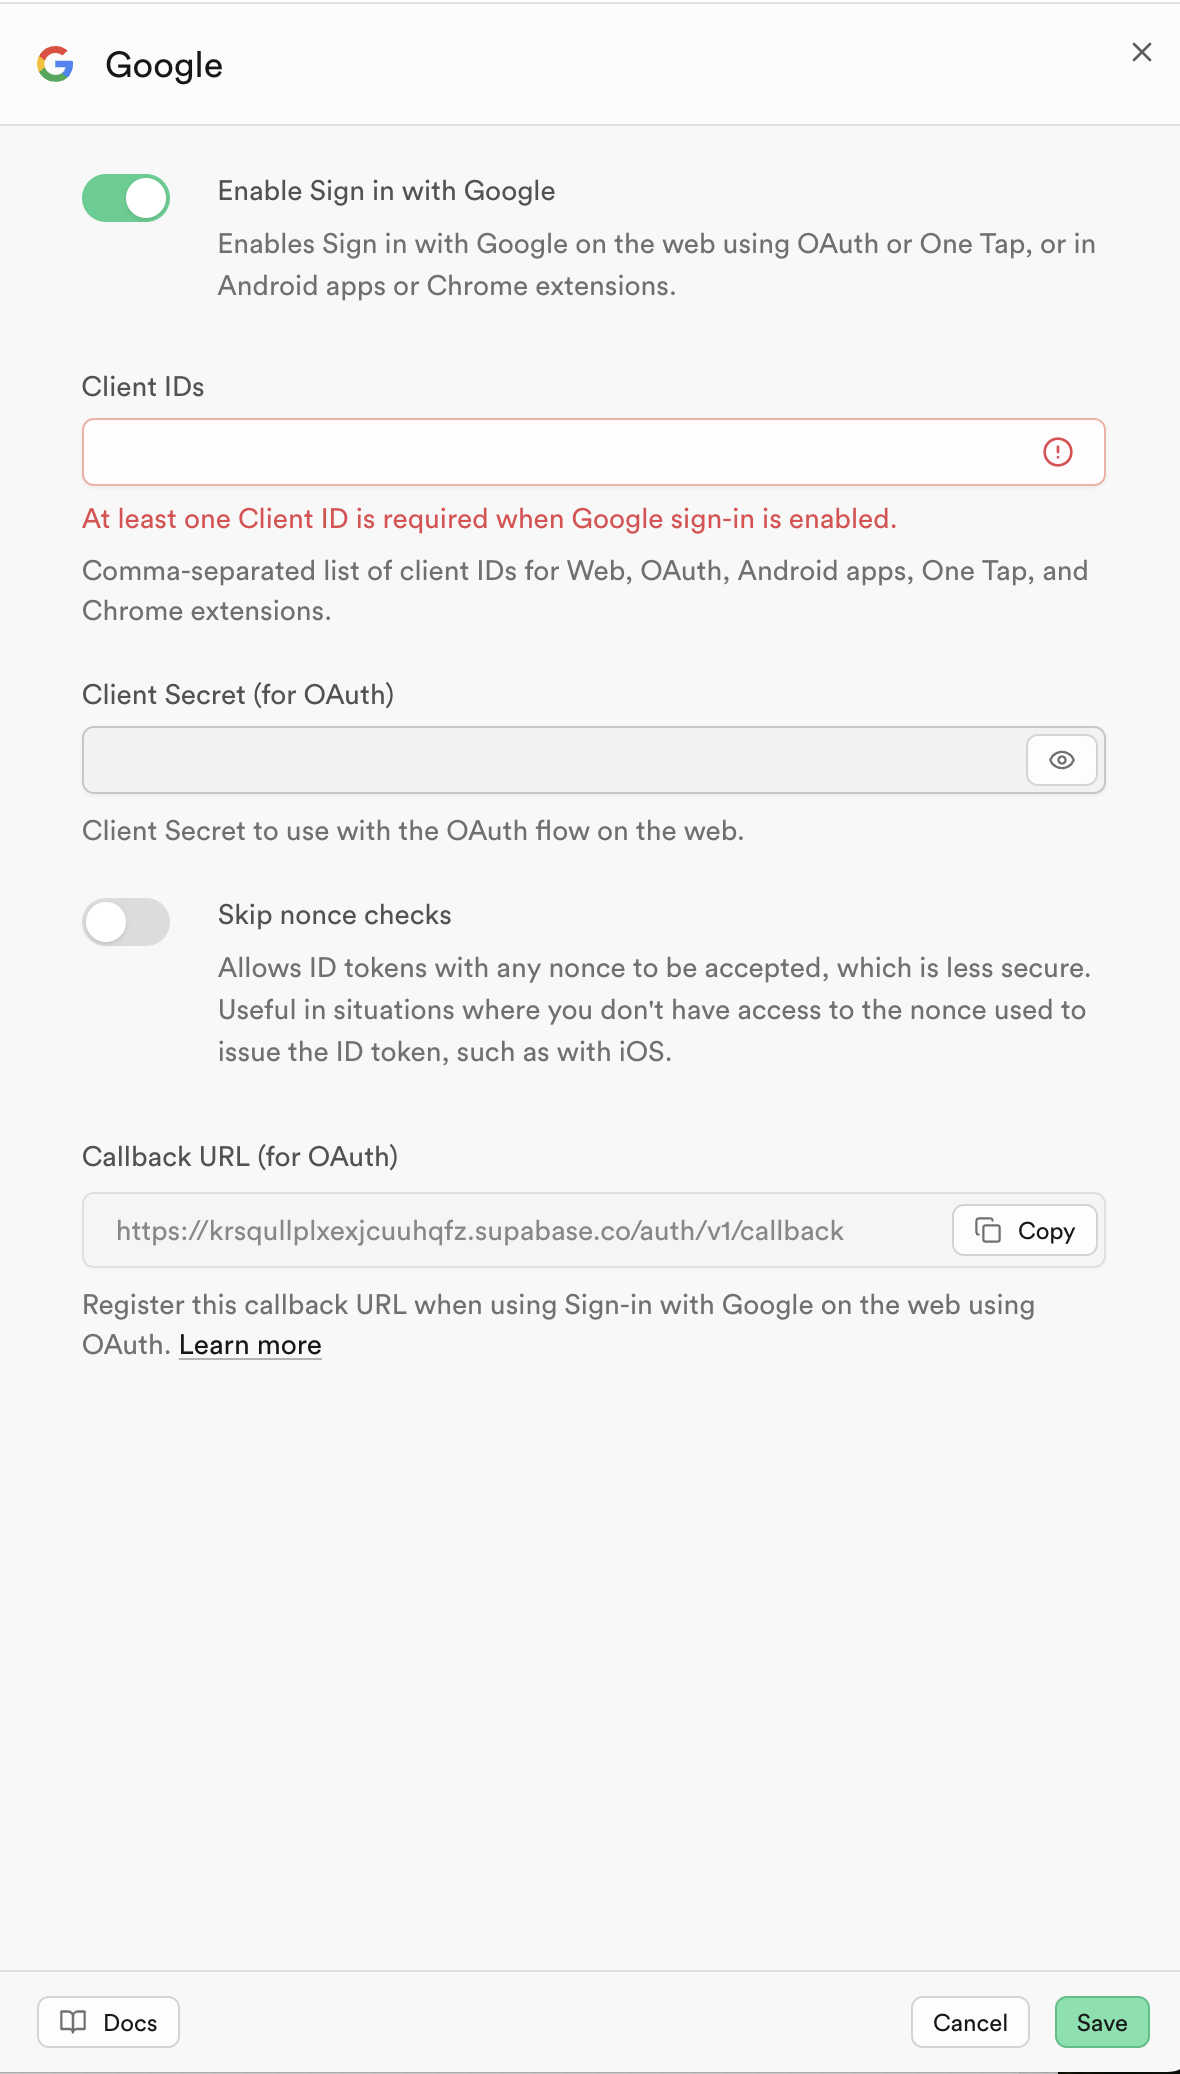 Google
Enable Sign in with Google
Enables Sign in with Google on the web using OAuth or One Tap, or in
Android apps or Chrome extensions.
Client IDs
At least one Client ID is required when Google sign-in is enabled.
Comma-separated list of client IDs for Web, OAuth, Android apps, One Tap, and
Chrome extensions.
Client Secret (for OAuth)
Client Secret to use with the OAuth flow on the web.
Skip nonce checks
Allows ID tokens with any nonce to be accepted, which is less secure.
Useful in situations where you don't have access to the nonce used to
issue the ID token, such as with iOS.
Callback URL (for OAuth)
https://krsqullplxexjcuuhqfz.supabase.co/auth/v1/callback
Copy
Register this callback URL when using Sign-in with Google on the web using
OAuth. Learn more
Docs
Cancel
Save